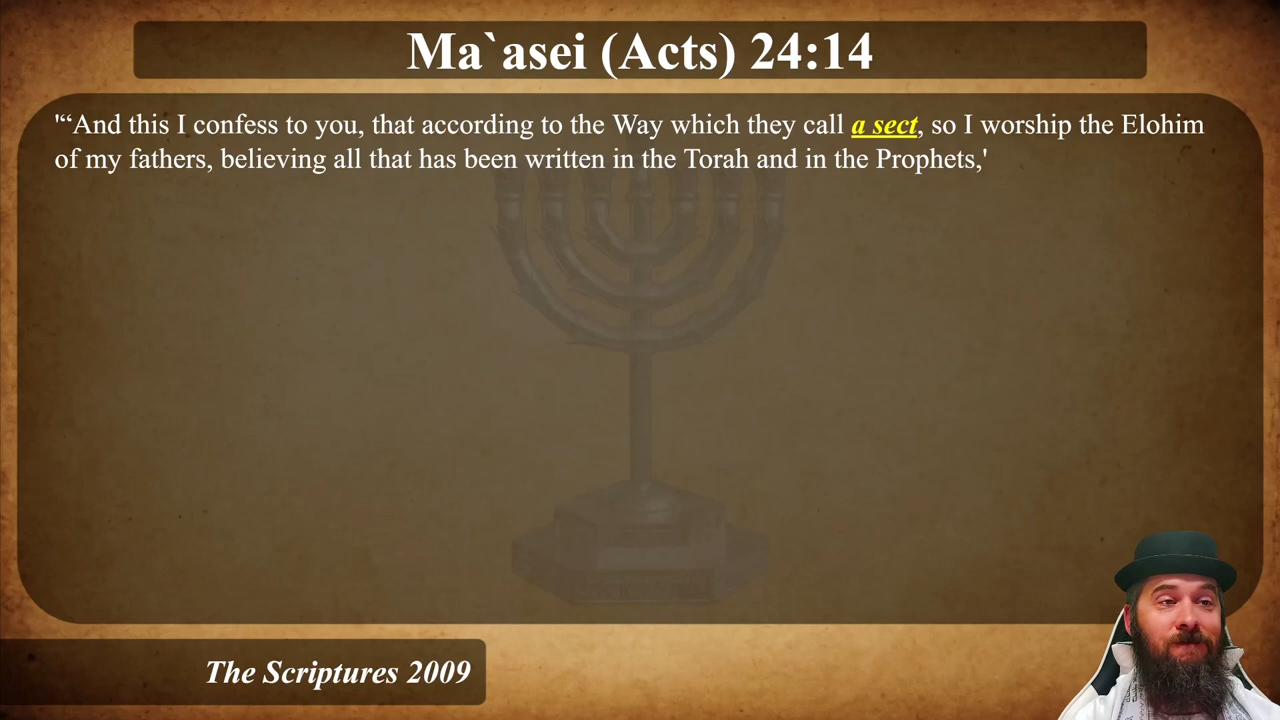 Ma`asei (Acts) 24:14
'“And this I confess to you, that according to the Way which they call a sect, so I worship the Elohim
of my fathers, believing all that has been written in the Torah and in the Prophets,'
The Scriptures 2009